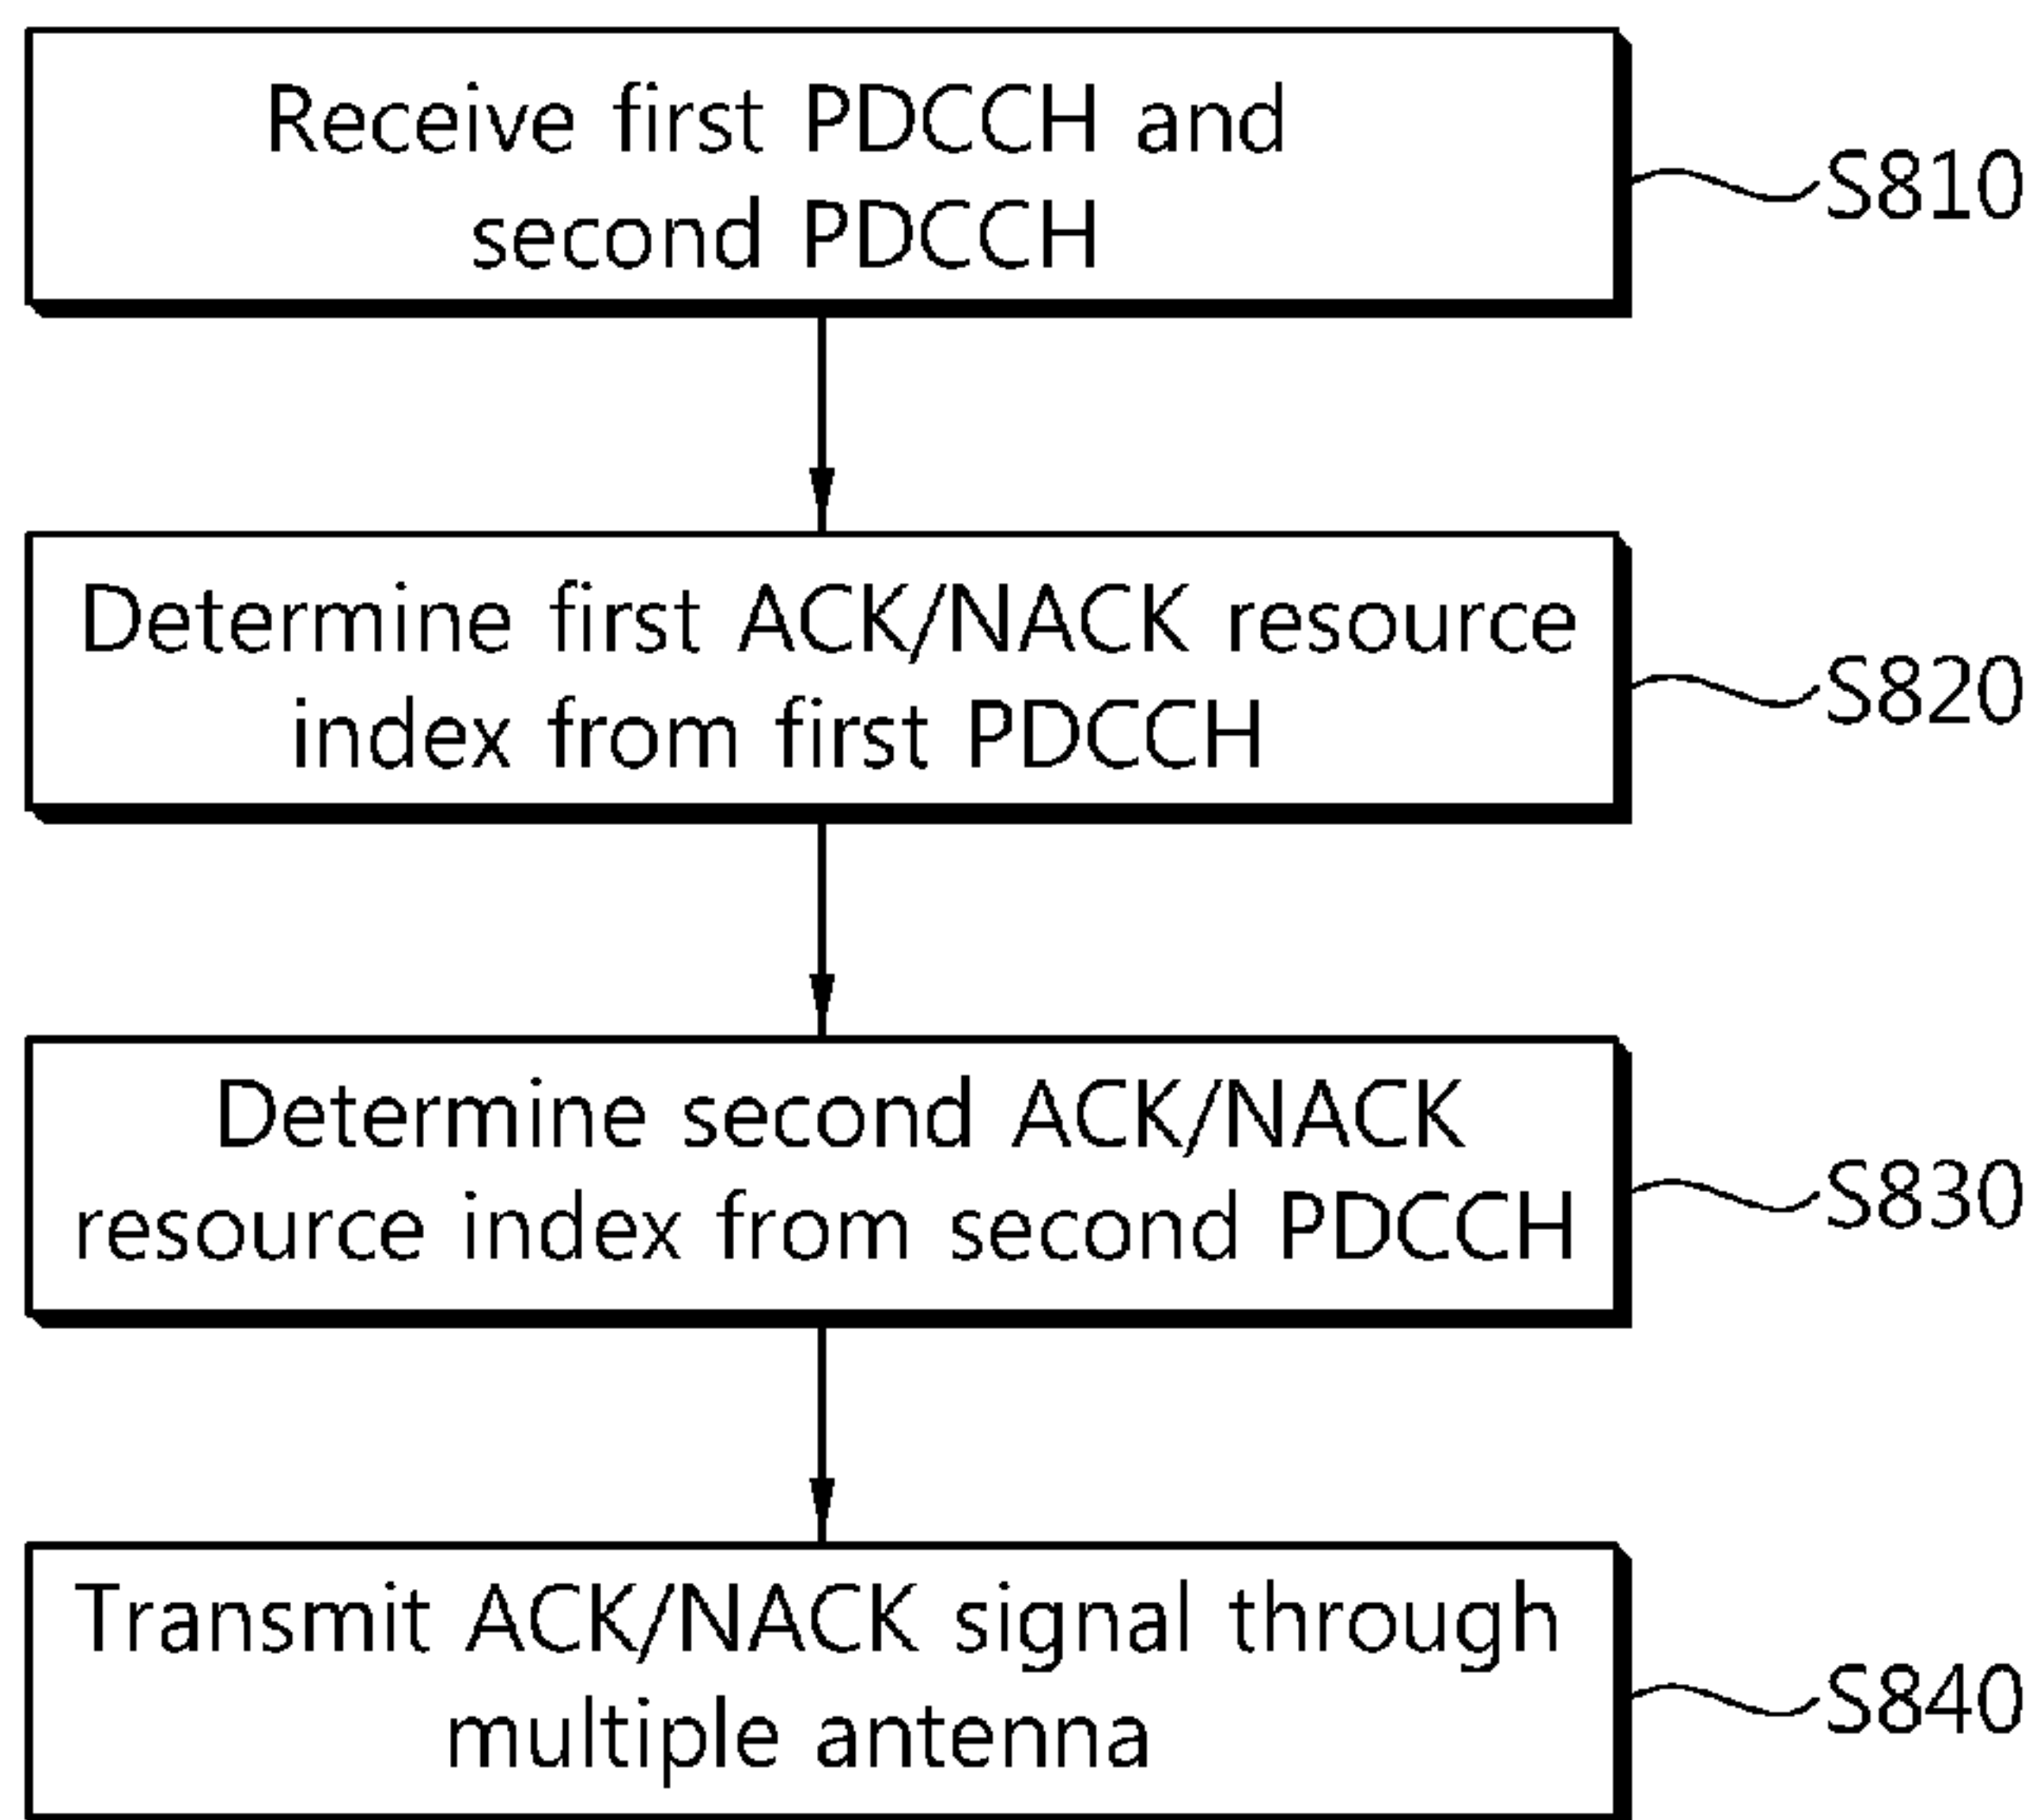 Receive first PDCCH and
second PDCCH
S810
Determine first ACK/NACK resource
index from first PDCCH
S820
Determine second ACK/NACK
resource index from second PDCCH
S830
Transmit ACK/NACK signal through
multiple antenna
S840